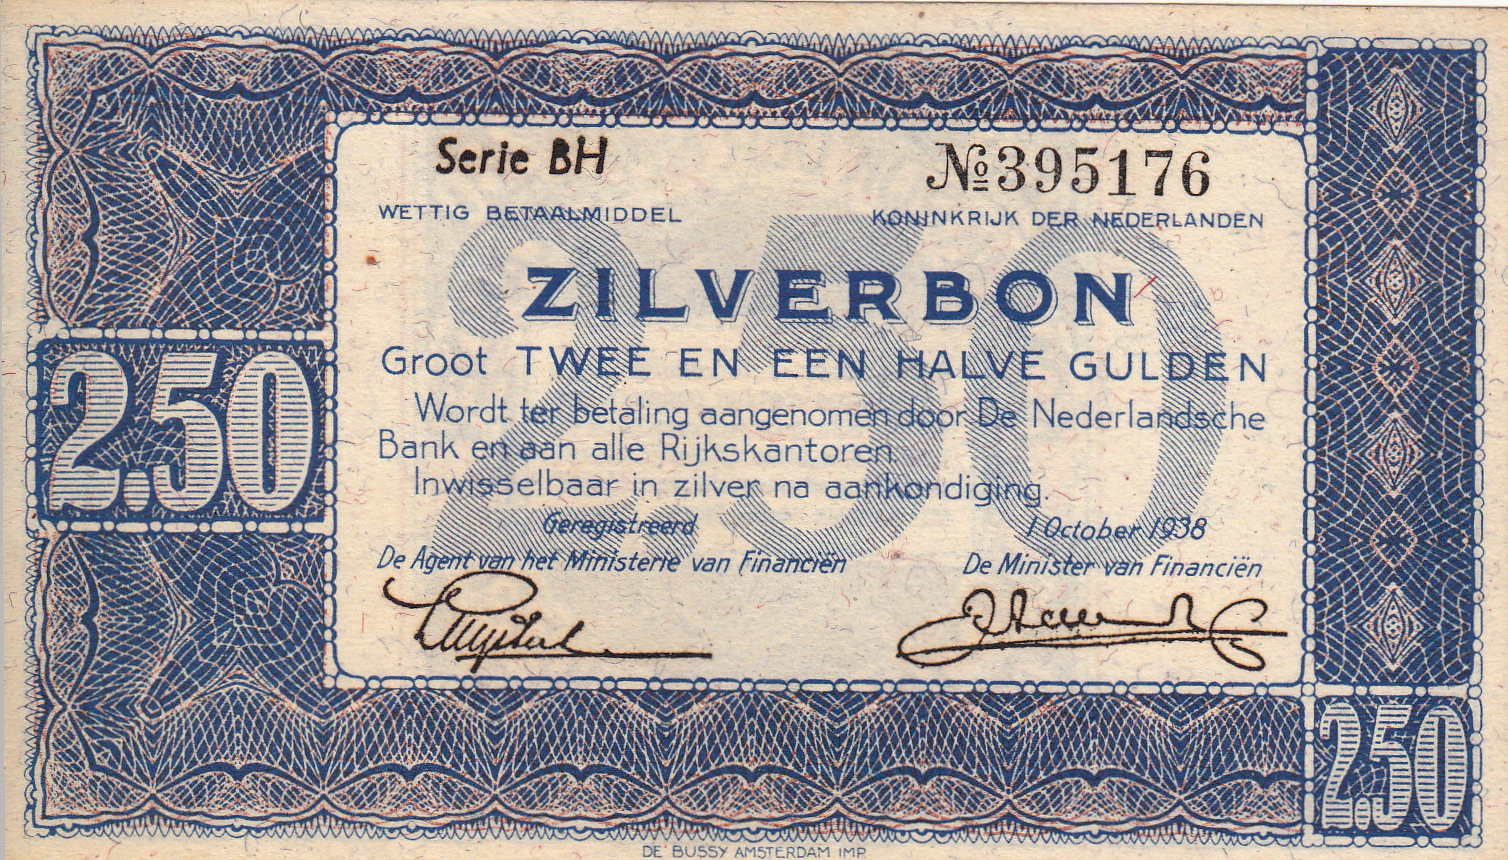 Serie BH
№395176
WETTIG BETAALMIDDEL
KONINKRIJK DER NEDERLANDEN
ZILVERBON
Groot TWEE EN EEN HALVE GULDEN
Wordt ter betaling aangenomen door De Nederlandsche
Bank en aan alle Rijkskantoren.
Inwisselbaar in zilver na aankondiging.
250
Geregistreerd
1 October 1938
De Agent van het Ministerie van Financiën
De Minister van Financiën
2.50
2.50
DE BUSSY AMSTERDAM IMP.